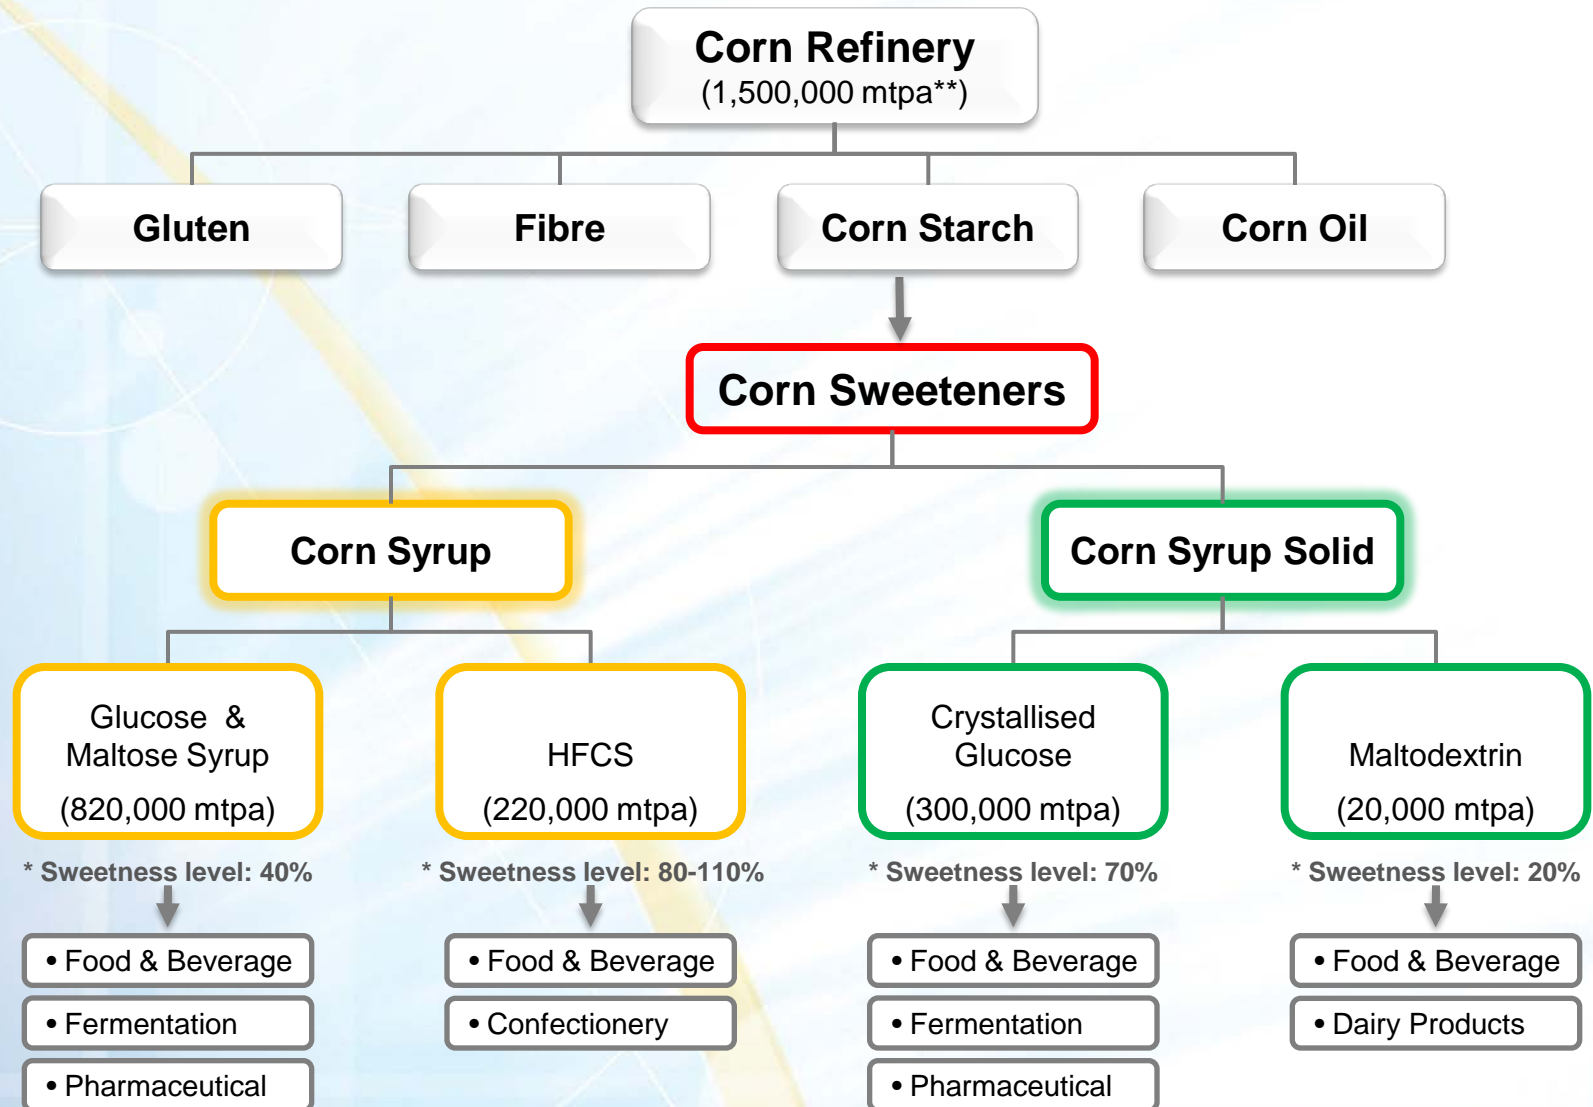 Corn Refinery
(1,500,000 mtpa**)
Gluten
Fibre
Corn Starch
Corn Oil
Corn Sweeteners
Corn Syrup
Corn Syrup Solid
Glucose &
Maltose Syrup
(820,000 mtpa)
HFCS
(220,000 mtpa)
Crystallised
Glucose
(300,000 mtpa)
Maltodextrin
(20,000 mtpa)
* Sweetness level: 40%
* Sweetness level: 80-110%
* Sweetness level: 70%
* Sweetness level: 20%
• Food & Beverage
• Fermentation
• Pharmaceutical
• Food & Beverage
• Confectionery
• Food & Beverage
• Fermentation
• Pharmaceutical
• Food & Beverage
• Dairy Products